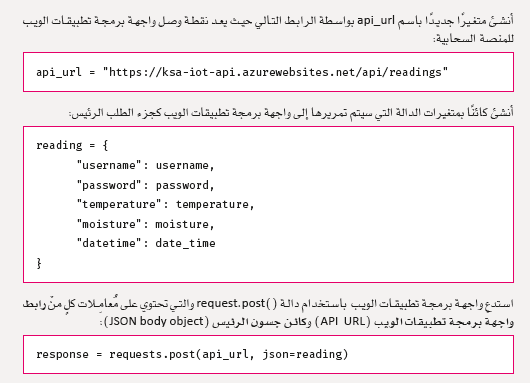 أنشئ متغيرًا جديدًا باسم api_url بواسطة الرابط التالي حيث يعد نقطة وصل واجهة برمجة تطبيقات الويب
للمنصة السحابية:
api_url = "https://ksa-iot-api.azurewebsites.net/api/readings"
أنشئ كائنًا بمتغيرات الدالة التي سيتم تمريرها إلى واجهة برمجة تطبيقات الويب كجزء الطلب الرئيس:
reading = {
"username": username,
"password": password,
"temperature": temperature,
"moisture": moisture,
"datetime": date_time
}
استدع واجهة برمجة تطبيقات الويب باستخدام دالة request.post() والتي تحتوي على مُعاملات كلٍ من رابط
واجهة برمجة تطبيقات الويب (API URL) وكائن جسون الرئيس (JSON body object):
response = requests.post(api_url, json=reading)